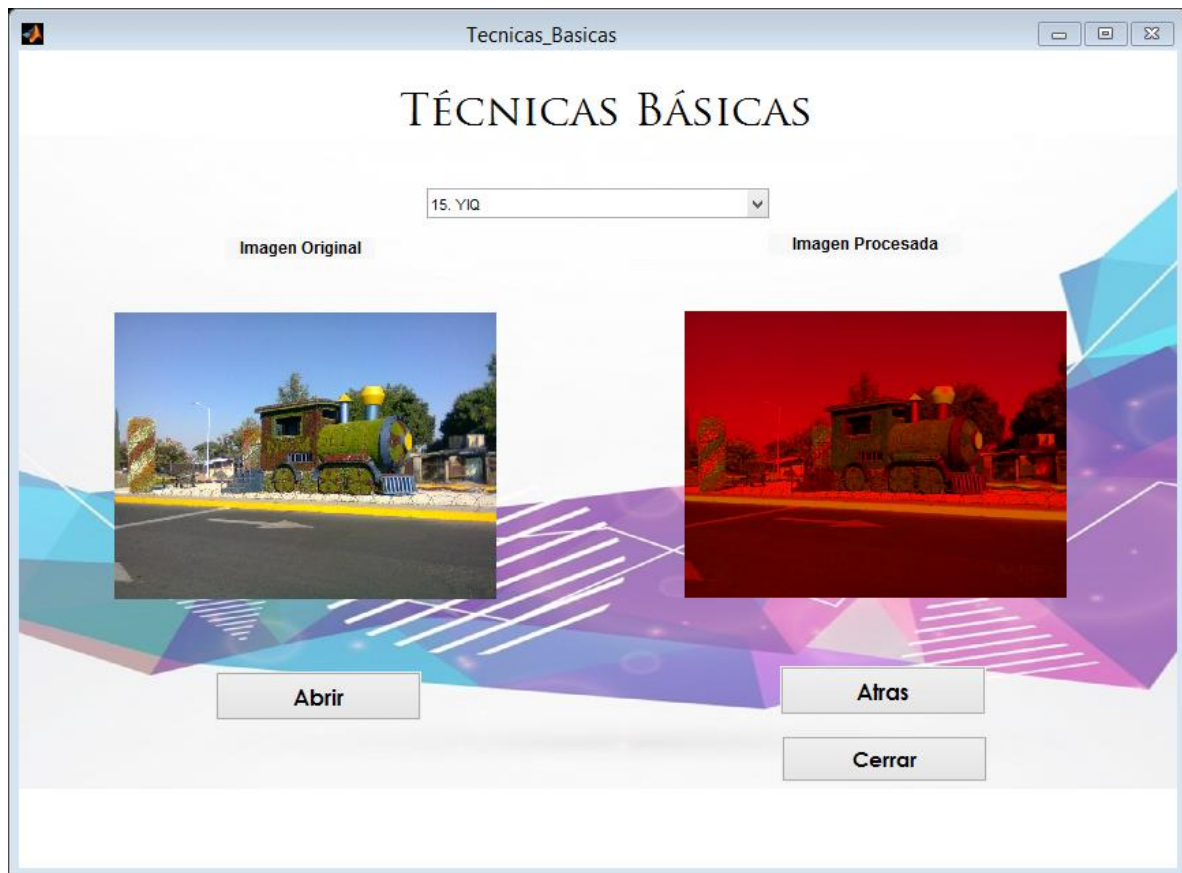 Tecnicas_Basicas
TÉCNICAS BÁSICAS
15. YIQ
Imagen Original
Imagen Procesada
Abrir
Atras
Cerrar